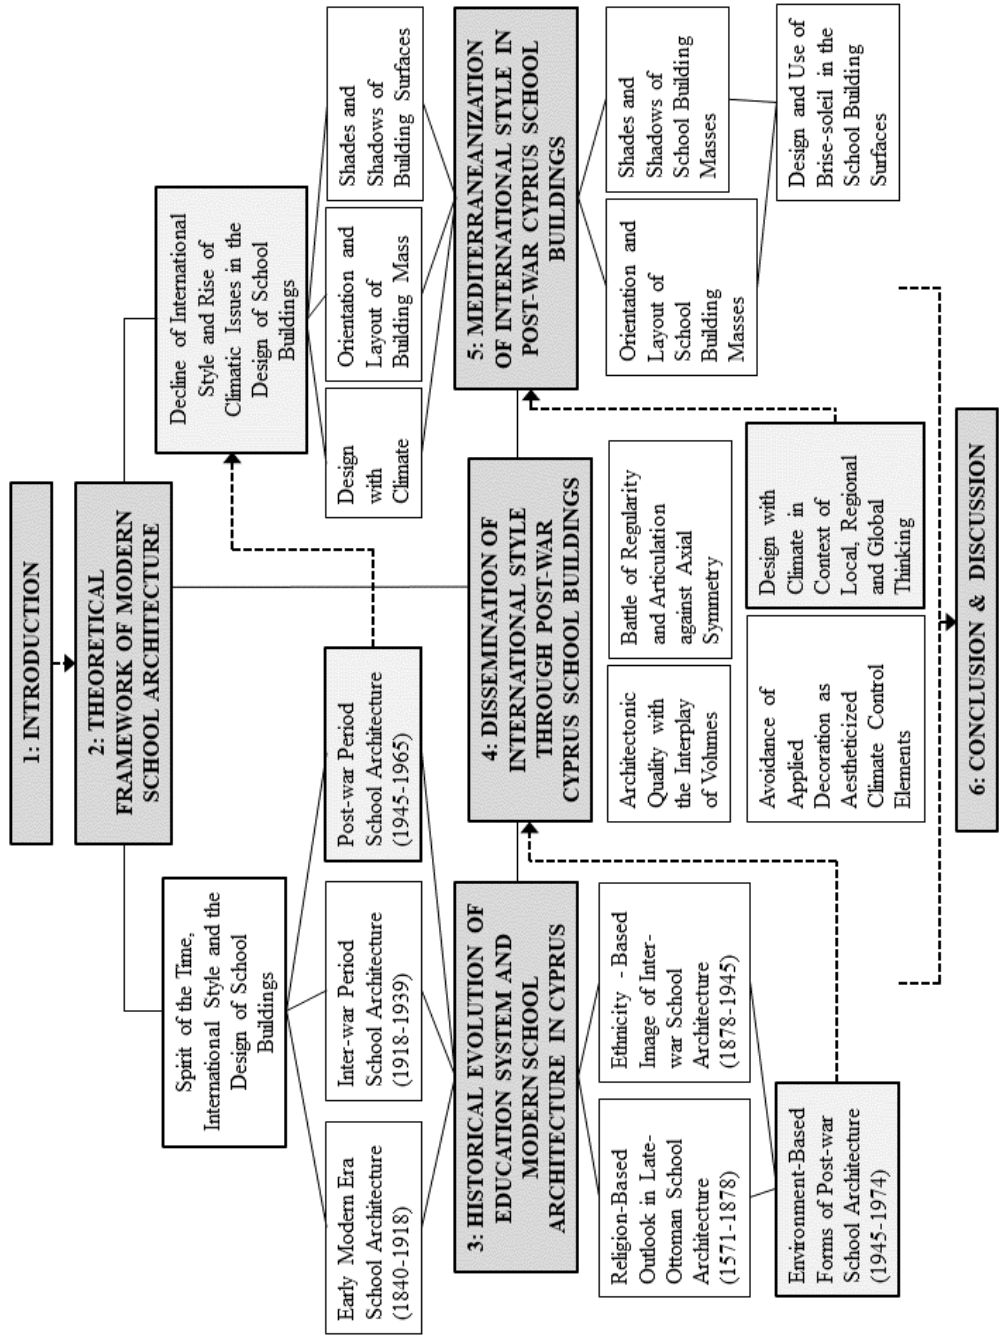 1: INTRODUCTION
2: THEORETICAL
FRAMEWORK OF MODERN
SCHOOL ARCHITECTURE
Spirit of the Time,
International Style and the
Design of School
Buildings
Decline of International
Style and Rise of
Climatic Issues in the
Design of School
Buildings
Early Modern Era
School Architecture
(1840-1918)
Inter-war Period
School Architecture
(1918-1939)
Post-war Period
School Architecture
(1945-1965)
Design
with
Climate
Orientation and
Layout of
Building Mass
Shades and
Shadows of
Building Surfaces
3: HISTORICAL EVOLUTION OF
EDUCATION SYSTEM AND
MODERN SCHOOL
ARCHITECTURE IN CYPRUS
4: DISSEMINATION OF
INTERNATIONAL STYLE
THROUGH POST-WAR
CYPRUS SCHOOL BUILDINGS
5: MEDITERRANEANIZATION
OF INTERNATIONAL STYLE IN
POST-WAR CYPRUS SCHOOL
BUILDINGS
Religion-Based
Outlook in Late-
Ottoman School
Architecture
(1571-1878)
Ethnicity - Based
Image of Inter-
war School
Architecture
(1878-1945)
Architectonic
Quality with
the Interplay
of Volumes
Battle of Regularity
and Articulation
against Axial
Symmetry
Orientation and
Layout of
School
Building
Masses
Shades and
Shadows of
School Building
Masses
Environment-Based
Forms of Post-war
School Architecture
(1945-1974)
Avoidance of
Applied
Decoration as
Aestheticized
Climate Control
Elements
Design with
Climate in
Context of
Local, Regional
and Global
Thinking
Design and Use of
Brise-soleil in the
School Building
Surfaces
6: CONCLUSION & DISCUSSION